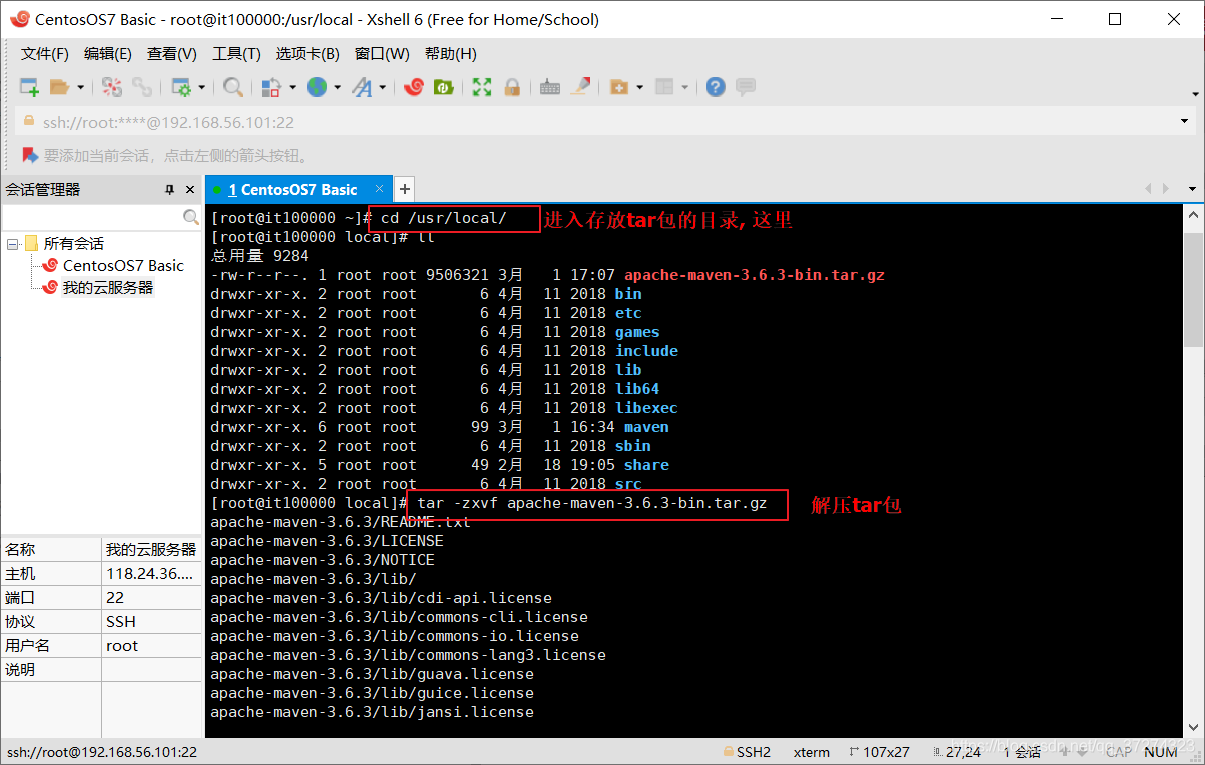 CentosOS7 Basic - root@it100000:/usr/local - Xshell 6 (Free for Home/School)
文件(F) 编辑(E) 查看(V) 工具(T) 选项卡(B) 窗口(W) 帮助(H)
ssh://root:****@192.168.56.101:22
要添加当前会话，点击左侧的箭头按钮。
会话管理器
1 CentosOS7 Basic
所有会话
CentosOS7 Basic
我的云服务器
名称 我的云服务器
主机 118.24.36....
端口 22
协议 SSH
用户名 root
说明
[root@it100000 ~]# cd /usr/local/ 进入存放tar包的目录, 这里
[root@it100000 local]# ll
总用量 9284
-rw-r--r--. 1 root root 9506321 3月 1 17:07 apache-maven-3.6.3-bin.tar.gz
drwxr-xr-x. 2 root root 6 4月 11 2018 bin
drwxr-xr-x. 2 root root 6 4月 11 2018 etc
drwxr-xr-x. 2 root root 6 4月 11 2018 games
drwxr-xr-x. 2 root root 6 4月 11 2018 include
drwxr-xr-x. 2 root root 6 4月 11 2018 lib
drwxr-xr-x. 2 root root 6 4月 11 2018 lib64
drwxr-xr-x. 2 root root 6 4月 11 2018 libexec
drwxr-xr-x. 6 root root 99 3月 1 16:34 maven
drwxr-xr-x. 2 root root 6 4月 11 2018 sbin
drwxr-xr-x. 5 root root 49 2月 18 19:05 share
drwxr-xr-x. 2 root root 6 4月 11 2018 src
[root@it100000 local]# tar -zxvf apache-maven-3.6.3-bin.tar.gz 解压tar包
apache-maven-3.6.3/README.txt
apache-maven-3.6.3/LICENSE
apache-maven-3.6.3/NOTICE
apache-maven-3.6.3/lib/
apache-maven-3.6.3/lib/cdi-api.license
apache-maven-3.6.3/lib/commons-cli.license
apache-maven-3.6.3/lib/commons-io.license
apache-maven-3.6.3/lib/commons-lang3.license
apache-maven-3.6.3/lib/guava.license
apache-maven-3.6.3/lib/guice.license
apache-maven-3.6.3/lib/jansi.license
ssh://root@192.168.56.101:22 SSH2 xterm 107x27 27,24 1 会话 CAP NUM